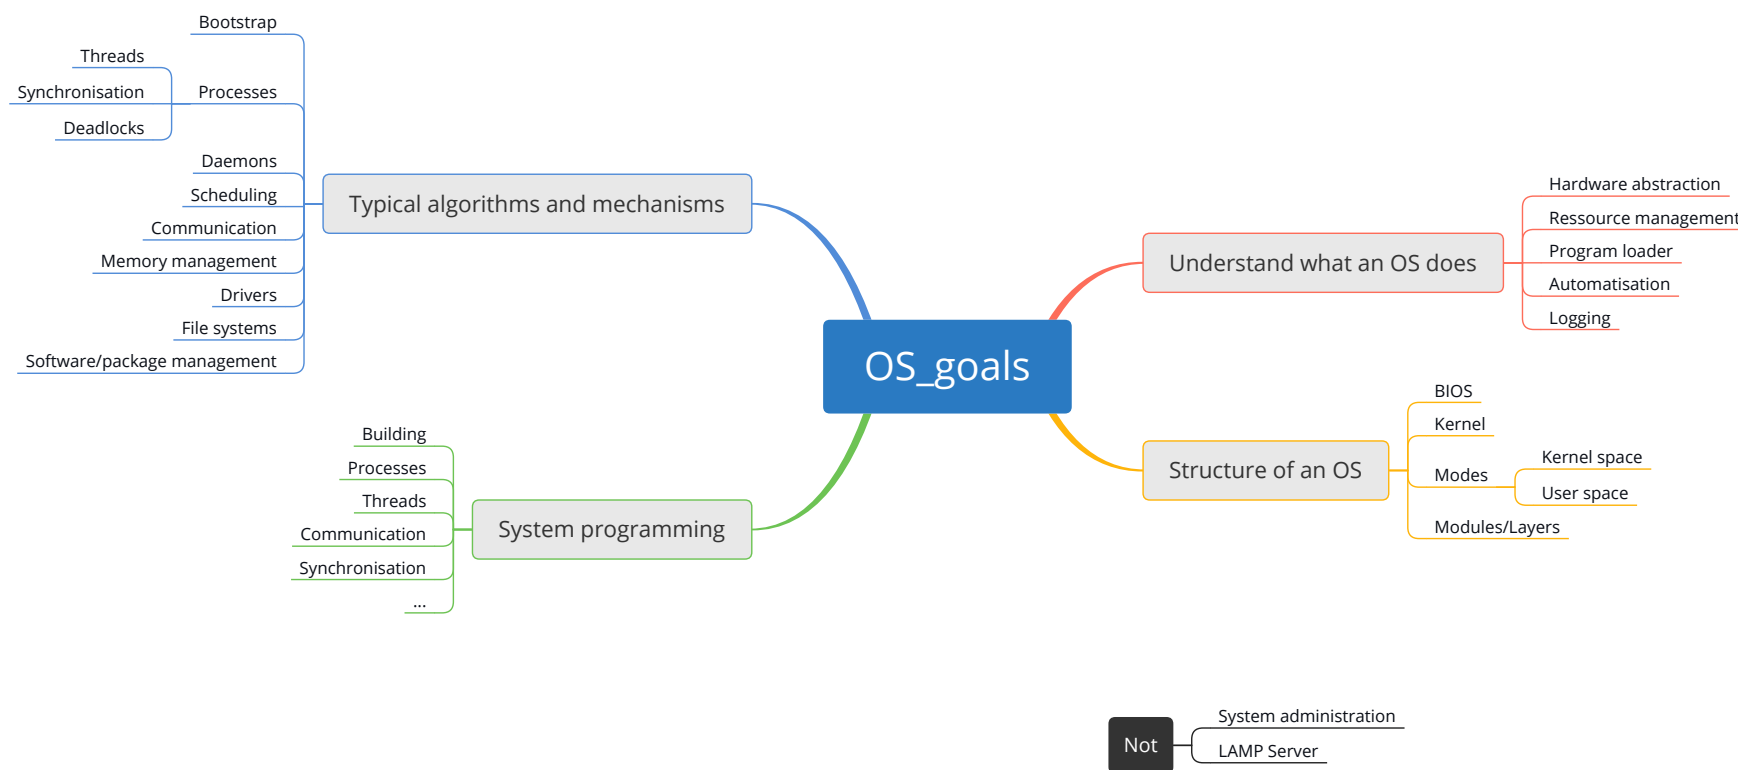 OS_goals
Typical algorithms and mechanisms
Bootstrap
Processes
Threads
Synchronisation
Deadlocks
Daemons
Scheduling
Communication
Memory management
Drivers
File systems
Software/package management
System programming
Building
Processes
Threads
Communication
Synchronisation
...
Understand what an OS does
Hardware abstraction
Ressource management
Program loader
Automatisation
Logging
Structure of an OS
BIOS
Kernel
Modes
Kernel space
User space
Modules/Layers
Not
System administration
LAMP Server